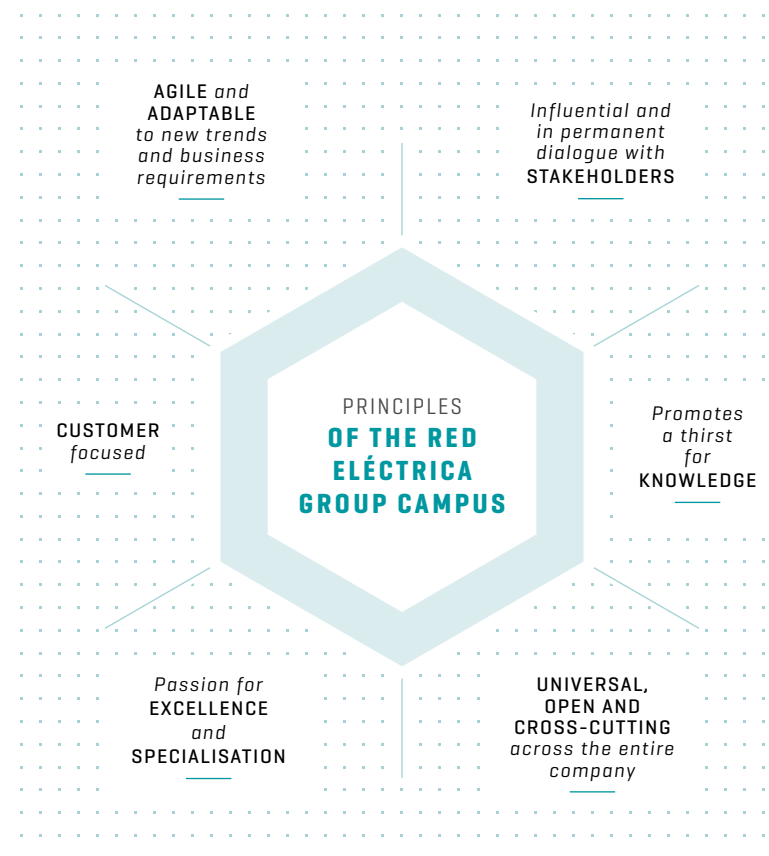 AGILE and
ADAPTABLE
to new trends
and business
requirements
Influential and
in permanent
dialogue with
STAKEHOLDERS
CUSTOMER
focused
PRINCIPLES
OF THE RED
ELÉCTRICA
GROUP CAMPUS
Promotes
a thirst
for
KNOWLEDGE
Passion for
EXCELLENCE
and
SPECIALISATION
UNIVERSAL,
OPEN AND
CROSS-CUTTING
across the entire
company